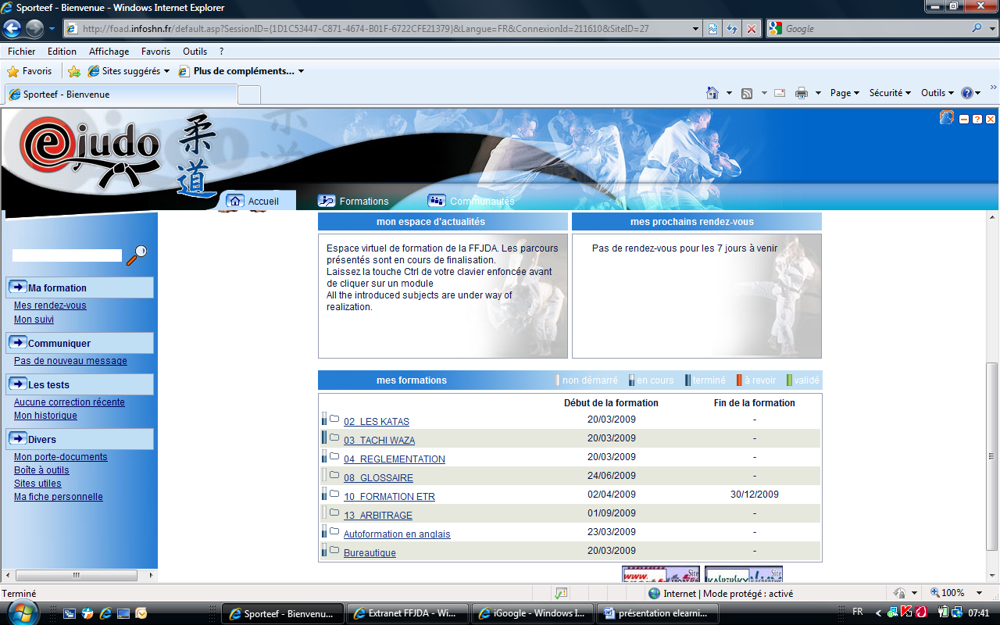 Sporteef - Bienvenue - Windows Internet Explorer
http://foad.infoshn.fr/default.asp?SessionID={1D1C53447-C871-4674-B01F-6722CFE21379}&Langue=FR&ConnexionId=211610&SiteID=27
Google
Fichier Edition Affichage Favoris Outils ?
Favoris Sites suggérés Plus de compléments...
Sporteef - Bienvenue
Page Sécurité Outils
ejudo 柔道
Accueil Formations Communautés
mon espace d'actualités
Espace virtuel de formation de la FFJDA. Les parcours
présentés sont en cours de finalisation.
Laissez la touche Ctrl de votre clavier enfoncée avant
de cliquer sur un module
All the introduced subjects are under way of
realization.
mes prochains rendez-vous
Pas de rendez-vous pour les 7 jours à venir
Ma formation
Mes rendez-vous
Mon suivi
Communiquer
Pas de nouveau message
Les tests
Aucune correction récente
Mon historique
Divers
Mon porte-documents
Boîte à outils
Sites utiles
Ma fiche personnelle
mes formations non démarré en cours terminé à revoir validé
Début de la formation Fin de la formation
02_LES KATAS 20/03/2009 -
03_TACHI WAZA 20/03/2009 -
04_REGLEMENTATION 20/03/2009 -
08_GLOSSAIRE 24/06/2009 -
10_FORMATION ETR 02/04/2009 30/12/2009
13_ARBITRAGE 01/09/2009 -
Autoformation en anglais 23/03/2009 -
Bureautique 20/03/2009 -
www. Site
Site
Terminé Internet | Mode protégé : activé 100%
Sporteef - Bienvenu... Extranet FFJDA - Wi... iGoogle - Windows I... présentation elearni... FR 07:41